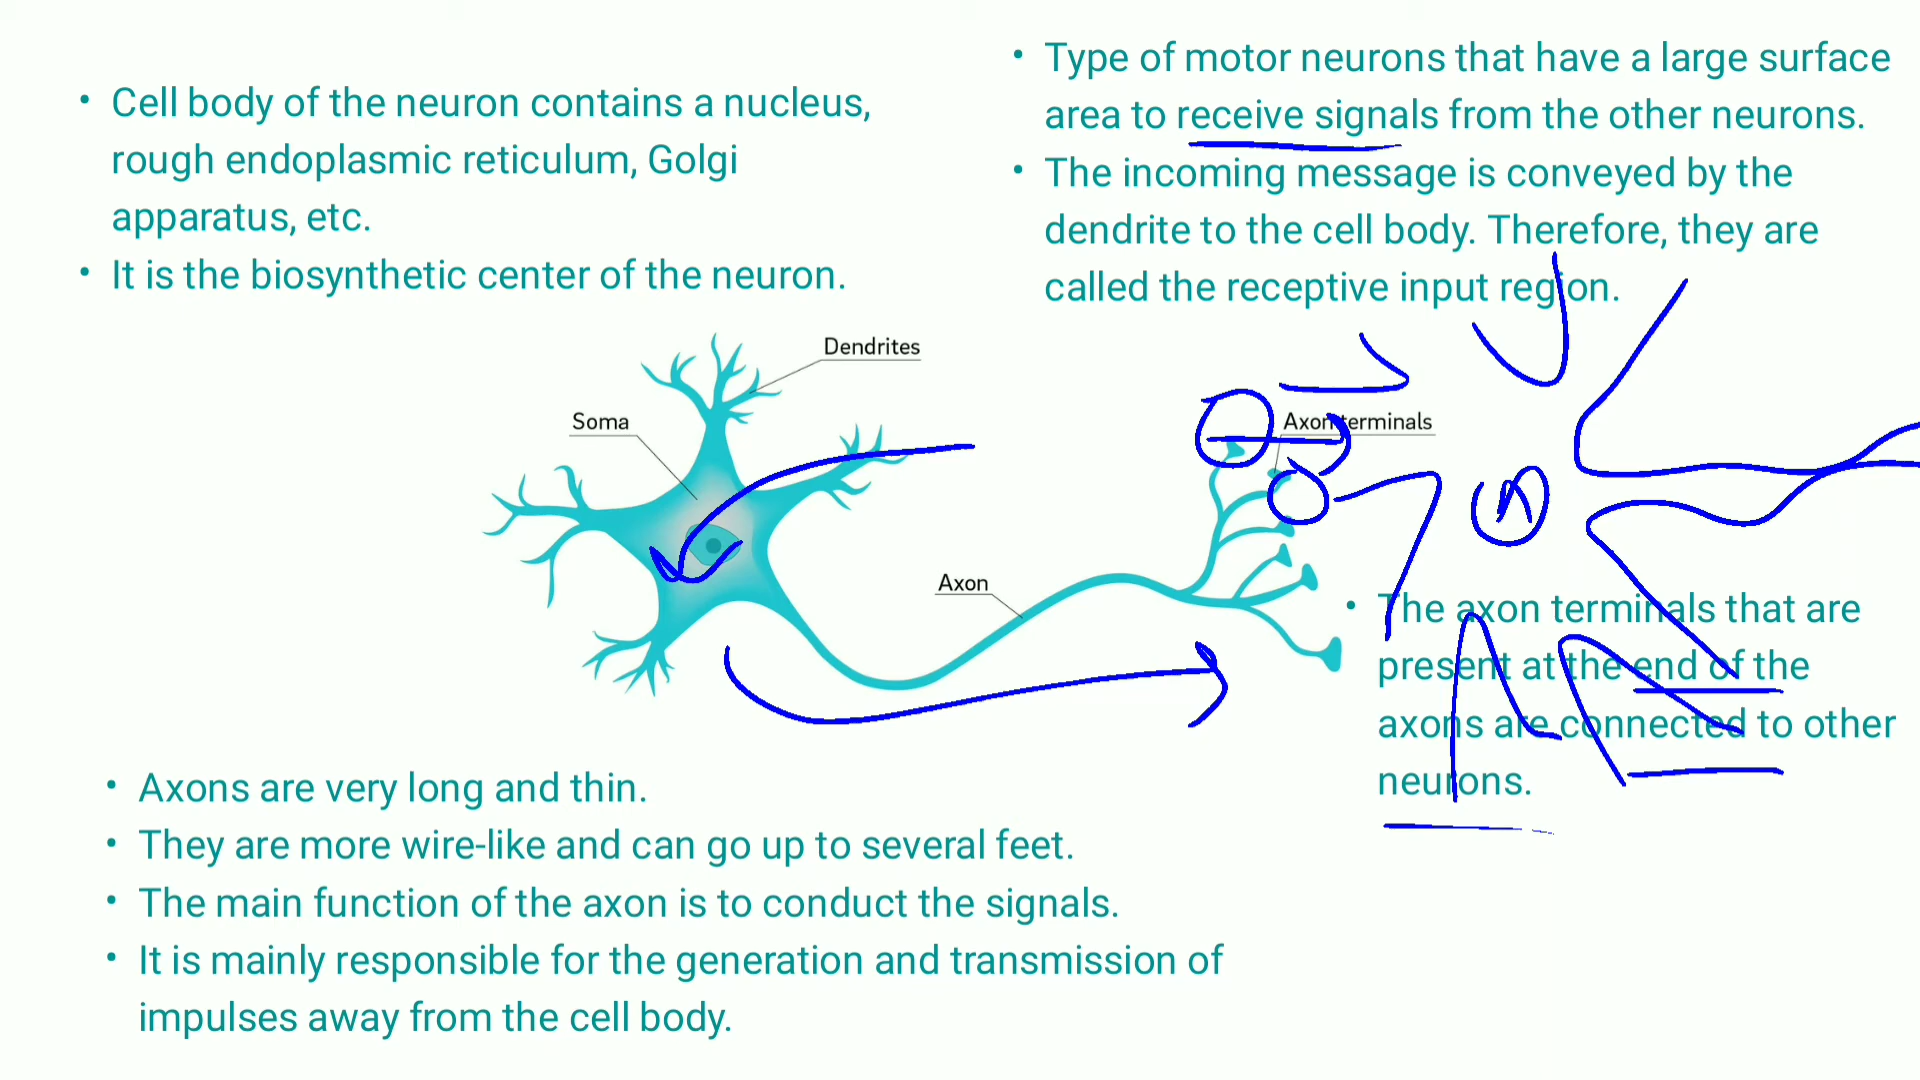 • Cell body of the neuron contains a nucleus,
rough endoplasmic reticulum, Golgi
apparatus, etc.
• It is the biosynthetic center of the neuron.
• Type of motor neurons that have a large surface
area to receive signals from the other neurons.
• The incoming message is conveyed by the
dendrite to the cell body. Therefore, they are
called the receptive input region.
Dendrites
Soma
Axon terminals
n
Axon
• The axon terminals that are
present at the end of the
axons are connected to other
neurons.
• Axons are very long and thin.
• They are more wire-like and can go up to several feet.
• The main function of the axon is to conduct the signals.
• It is mainly responsible for the generation and transmission of
impulses away from the cell body.